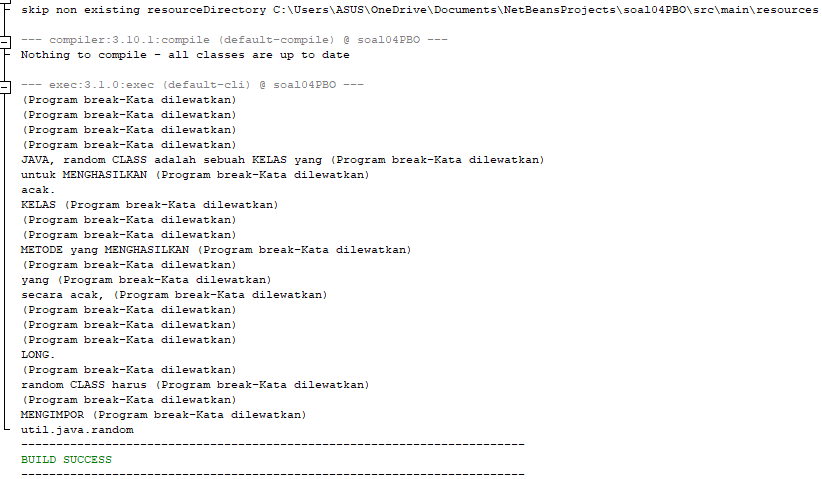 skip non existing resourceDirectory C:\Users\ASUS\OneDrive\Documents\NetBeansProjects\soal04PBO\src\main\resources
--- compiler:3.10.1:compile (default-compile) @ soal04PBO ---
Nothing to compile - all classes are up to date
--- exec:3.1.0:exec (default-cli) @ soal04PBO ---
(Program break-Kata dilewatkan)
(Program break-Kata dilewatkan)
(Program break-Kata dilewatkan)
(Program break-Kata dilewatkan)
JAVA, random CLASS adalah sebuah KELAS yang (Program break-Kata dilewatkan)
untuk MENGHASILKAN (Program break-Kata dilewatkan)
acak.
KELAS (Program break-Kata dilewatkan)
(Program break-Kata dilewatkan)
(Program break-Kata dilewatkan)
METODE yang MENGHASILKAN (Program break-Kata dilewatkan)
(Program break-Kata dilewatkan)
yang (Program break-Kata dilewatkan)
secara acak, (Program break-Kata dilewatkan)
(Program break-Kata dilewatkan)
(Program break-Kata dilewatkan)
(Program break-Kata dilewatkan)
LONG.
(Program break-Kata dilewatkan)
random CLASS harus (Program break-Kata dilewatkan)
(Program break-Kata dilewatkan)
MENGIMPOR (Program break-Kata dilewatkan)
util.java.random
------------------------------------------------------------------------
BUILD SUCCESS
------------------------------------------------------------------------